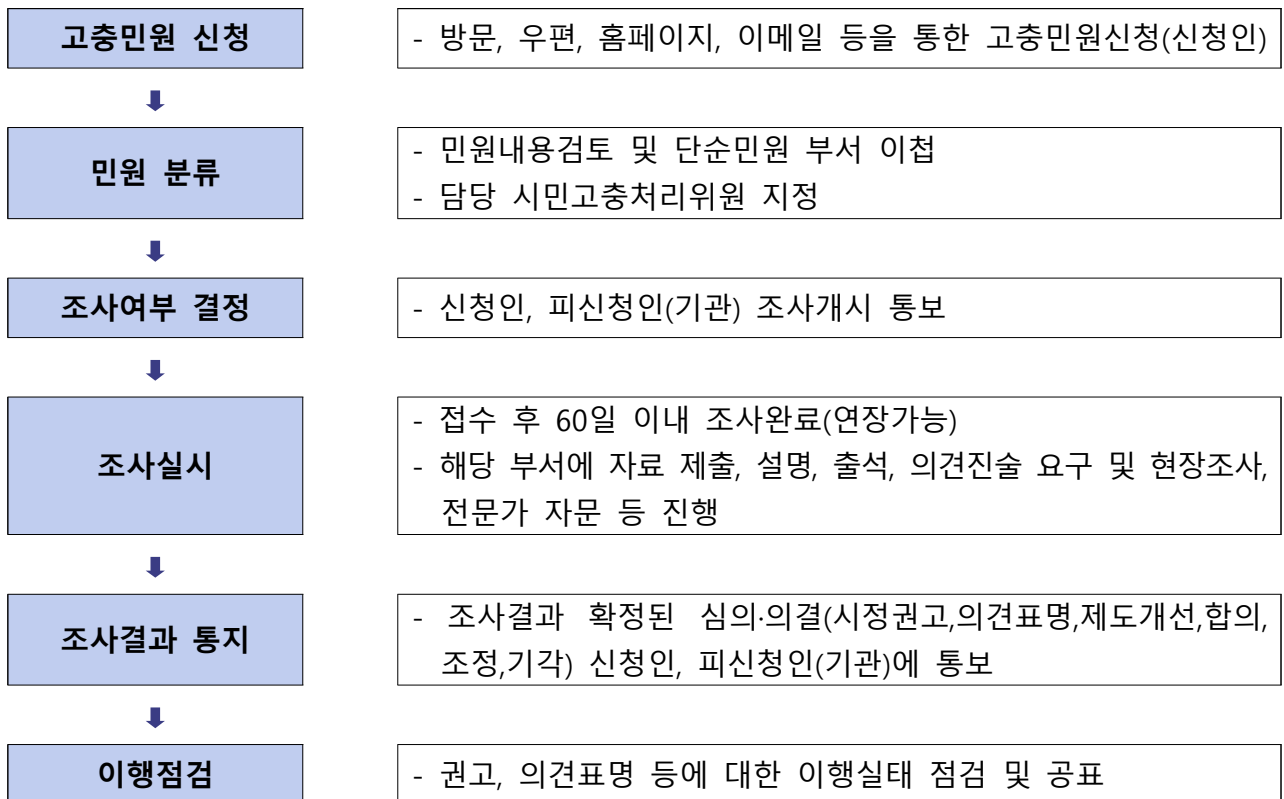 고충민원 신청
- 방문, 우편, 홈페이지, 이메일 등을 통한 고충민원신청(신청인)
민원 분류
- 민원내용검토 및 단순민원 부서 이첩
- 담당 시민고충처리위원 지정
조사여부 결정
- 신청인, 피신청인(기관) 조사개시 통보
조사실시
- 접수 후 60일 이내 조사완료(연장가능)
- 해당 부서에 자료 제출, 설명, 출석, 의견진술 요구 및 현장조사,
전문가 자문 등 진행
조사결과 통지
- 조사결과 확정된 심의·의결(시정권고,의견표명,제도개선,합의,
조정,기각) 신청인, 피신청인(기관)에 통보
이행점검
- 권고, 의견표명 등에 대한 이행실태 점검 및 공표